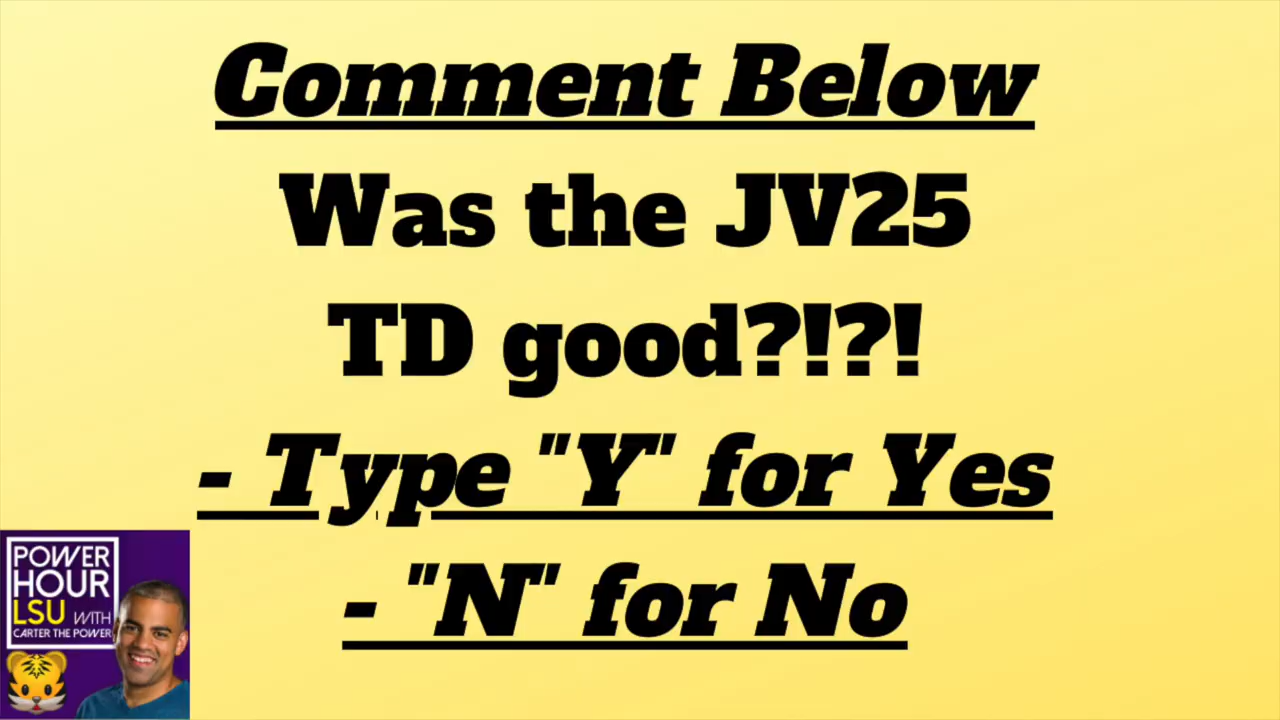 Comment Below
Was the JV25
TD good?!?!
- Type "Y" for Yes
- "N" for No
POWER
HOUR
LSU WITH
CARTER THE POWER